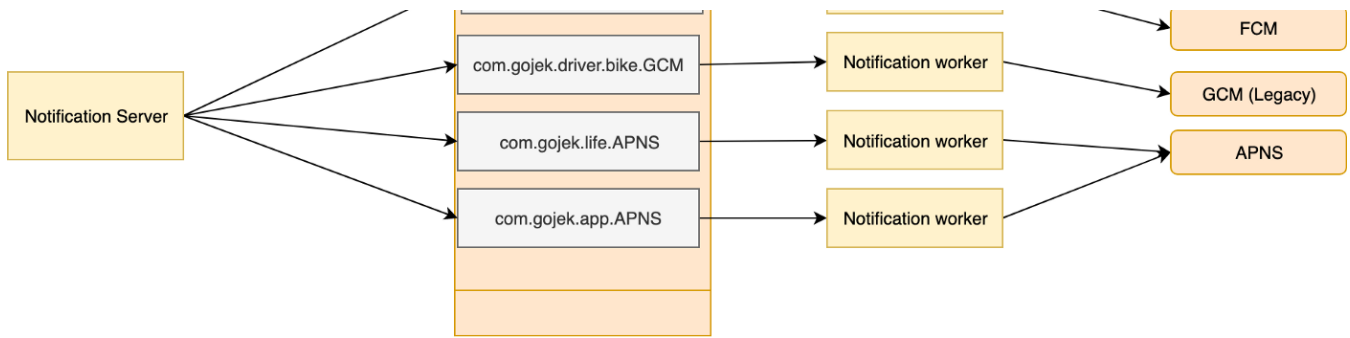 FCM
com.gojek.driver.bike.GCM
Notification worker
GCM (Legacy)
Notification Server
com.gojek.life.APNS
Notification worker
APNS
com.gojek.app.APNS
Notification worker